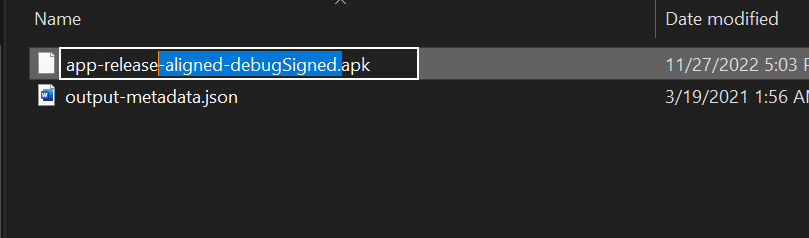 Name Date modified
app-release-aligned-debugSigned.apk 11/27/2022 5:03 P
output-metadata.json 3/19/2021 1:56 AM